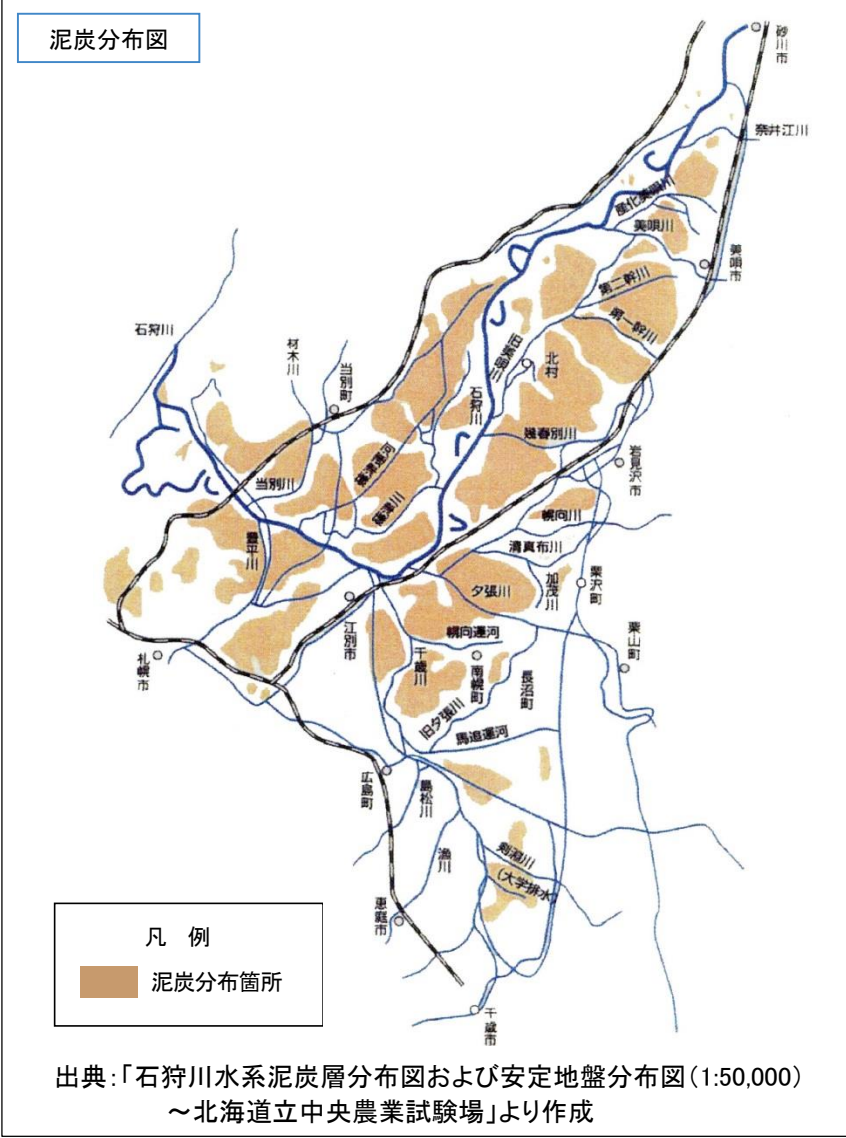 泥炭分布図
砂川市
奈井江川
産化美唄川
美唄川
美唄市
第二幹川
第一幹川
石狩川
材木川
当別町
旧美唄川
北村
石狩川
幾春別川
岩見沢市
当別川
篠津運河
篠津川
幌向川
清真布川
豊平川
夕張川
加茂川
栗沢町
江別市
幌向運河
栗山町
札幌市
千歳川
南幌町
長沼町
旧夕張川
馬追運河
広島町
島松川
漁川
剣淵川
(大学排水)
恵庭市
千歳市
凡 例
泥炭分布箇所
出典:「石狩川水系泥炭層分布図および安定地盤分布図(1:50,000)
~北海道立中央農業試験場」より作成